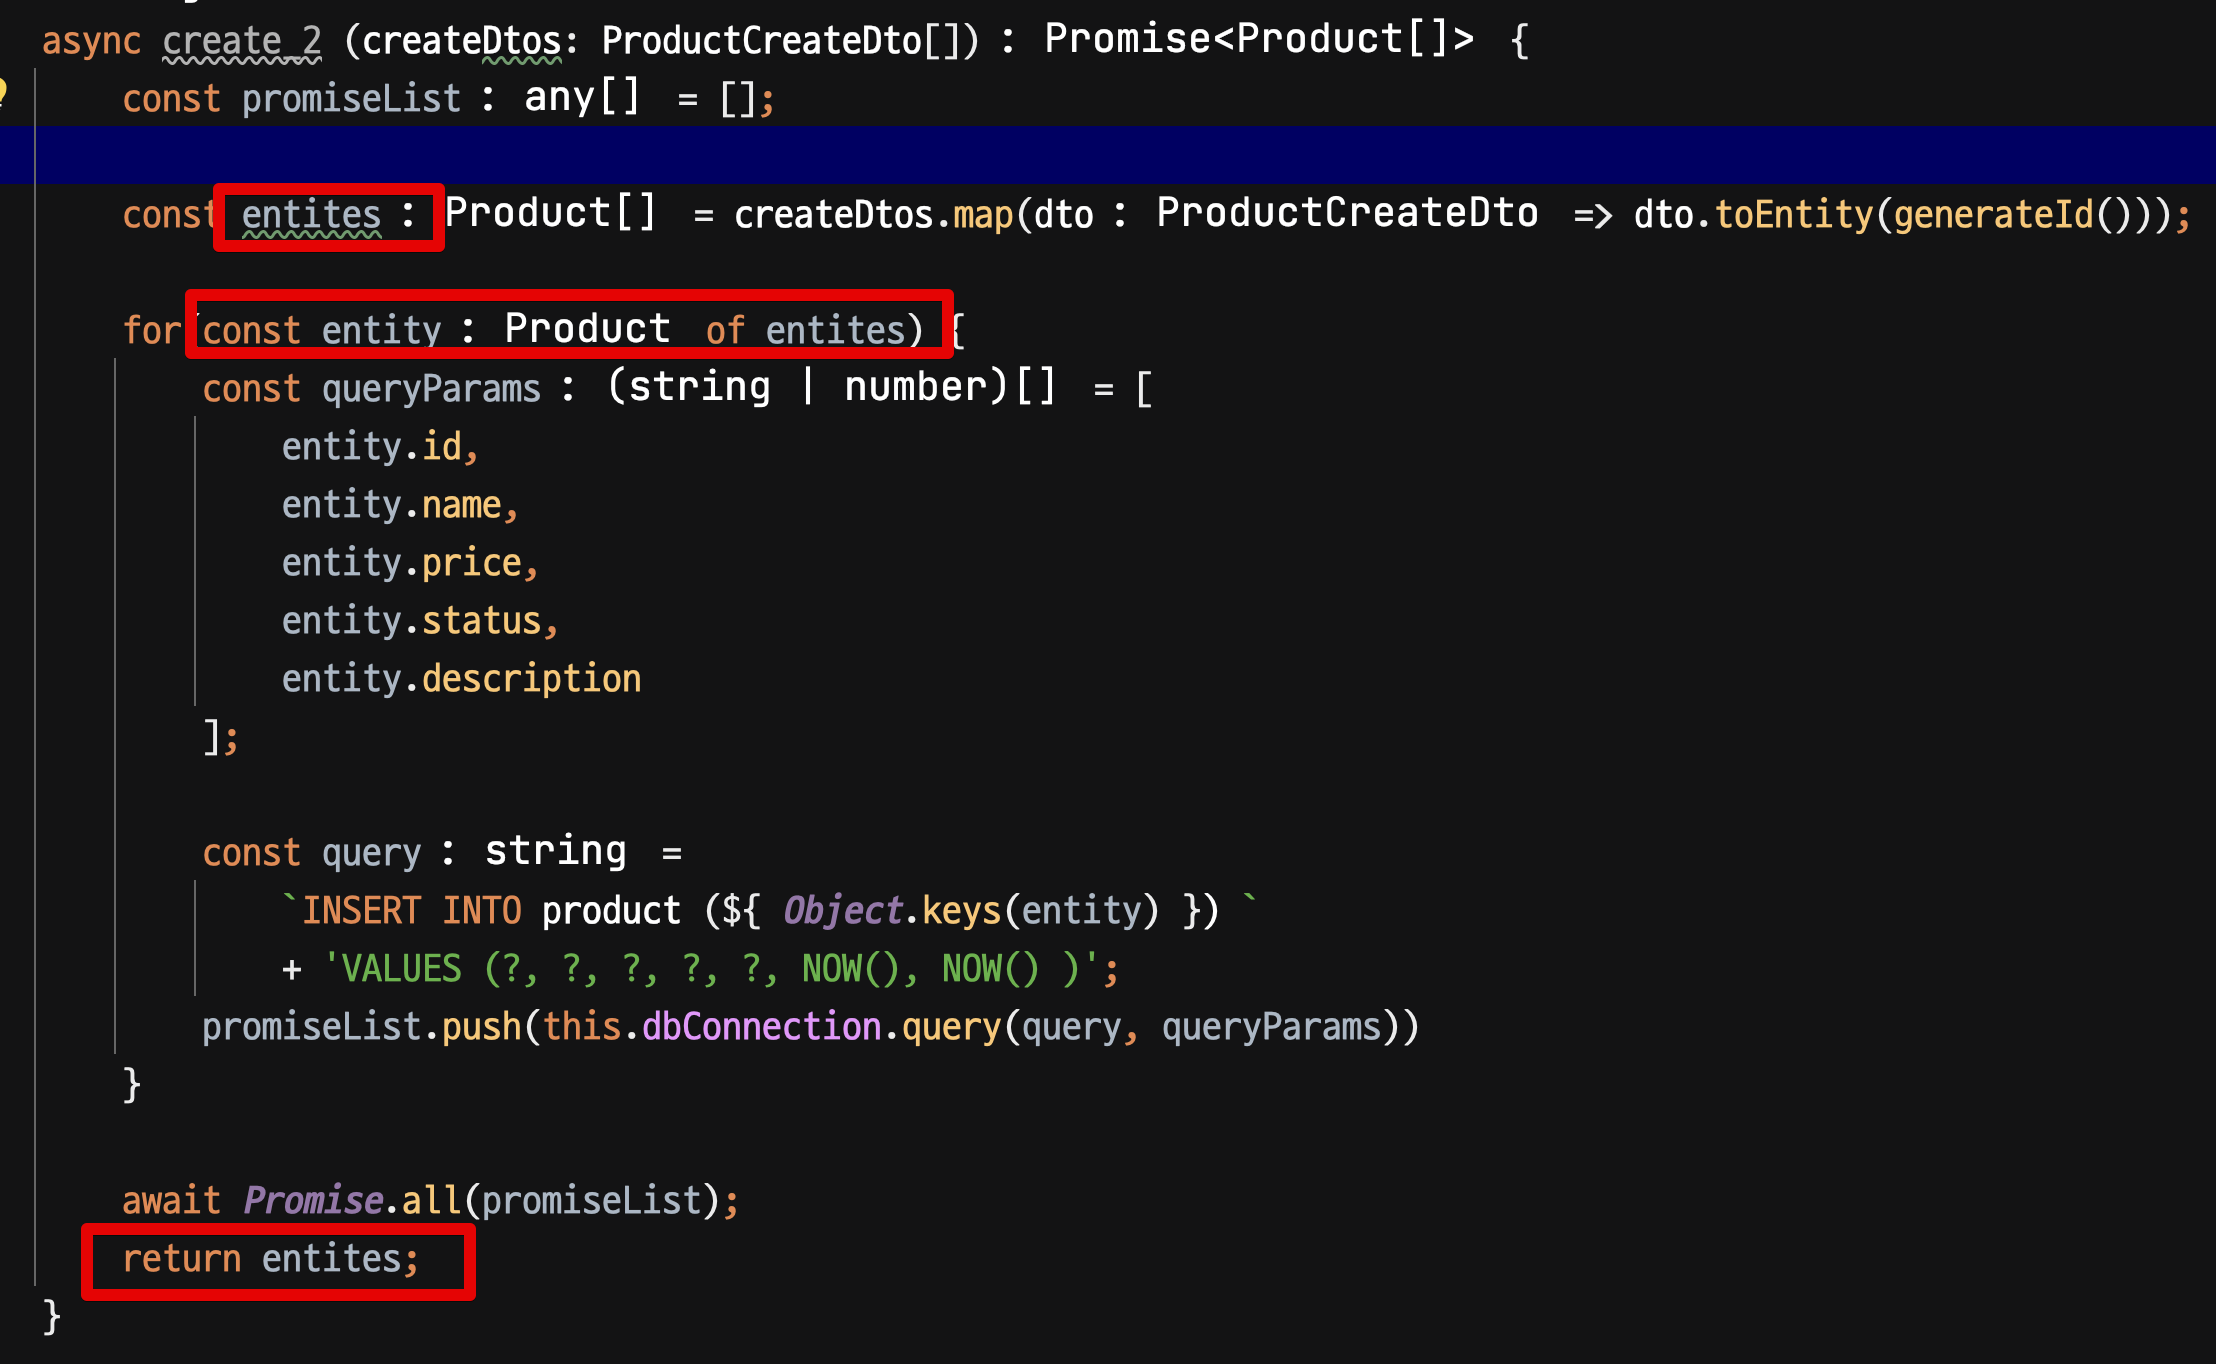 async create_2 (createDtos: ProductCreateDto[]) : Promise<Product[]> {
const promiseList : any[] = [];
const entites : Product[] = createDtos.map(dto : ProductCreateDto => dto.toEntity(generateId()));
for(const entity : Product of entites) {
const queryParams : (string | number)[] = [
entity.id,
entity.name,
entity.price,
entity.status,
entity.description
];
const query : string =
`INSERT INTO product (${ Object.keys(entity) }) `
+ 'VALUES (?, ?, ?, ?, ?, NOW(), NOW() )';
promiseList.push(this.dbConnection.query(query, queryParams))
}
await Promise.all(promiseList);
return entites;
}